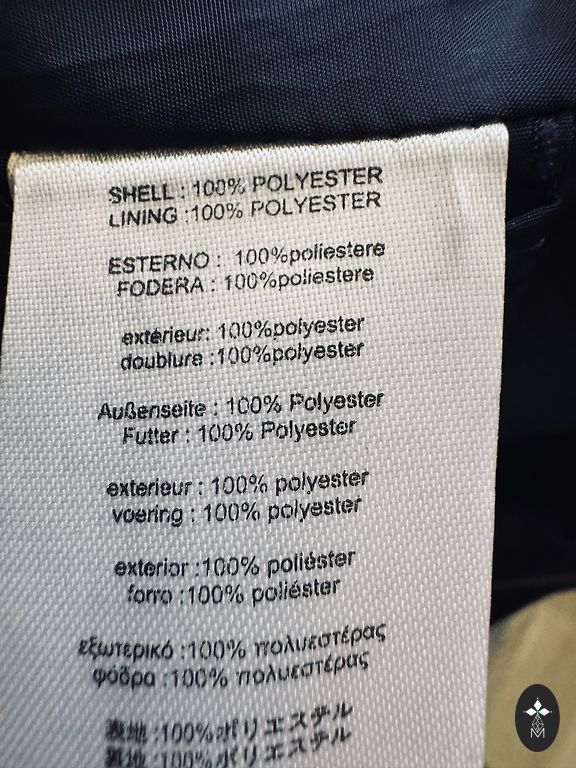 SHELL : 100% POLYESTER
LINING :100% POLYESTER
ESTERNO : 100%poliestere
FODERA : 100%poliestere
extérieur: 100%polyester
doublure :100%polyester
Außenseite : 100% Polyester
Futter : 100% Polyester
exterieur : 100% polyester
voering : 100% polyester
exterior :100% poliéster
forro :100% poliéster
εξωτερικό :100% πολυεστέρας
φόδρα :100% πολυεστέρας
表地 :100%ポリエステル
裏地 :100%ポリエステル
M